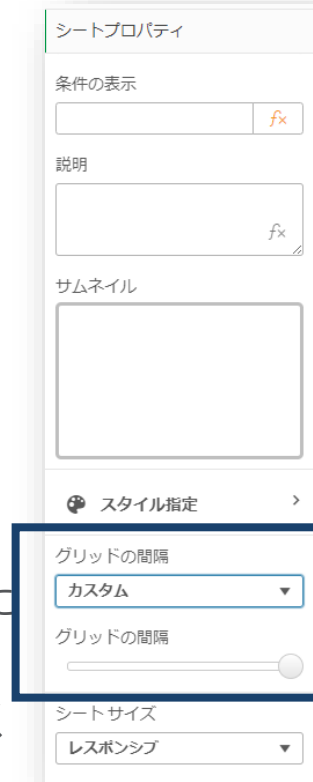 シートプロパティ
条件の表示
fx
説明
fx
サムネイル
スタイル指定
グリッドの間隔
カスタム
グリッドの間隔
シートサイズ
レスポンシブ